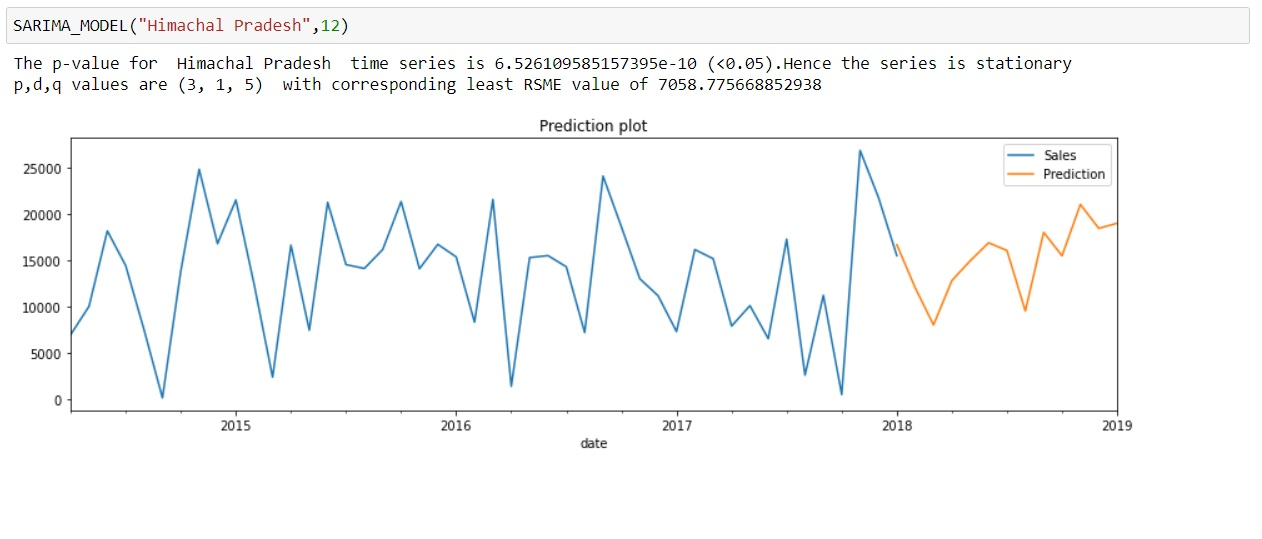 SARIMA_MODEL("Himachal Pradesh",12)
The p-value for  Himachal Pradesh  time series is 6.526109585157395e-10 (<0.05).Hence the series is stationary
p,d,q values are (3, 1, 5)  with corresponding least RSME value of 7058.775668852938
Prediction plot
Sales
Prediction
25000
20000
15000
10000
5000
0
2015 2016 2017 2018 2019
date